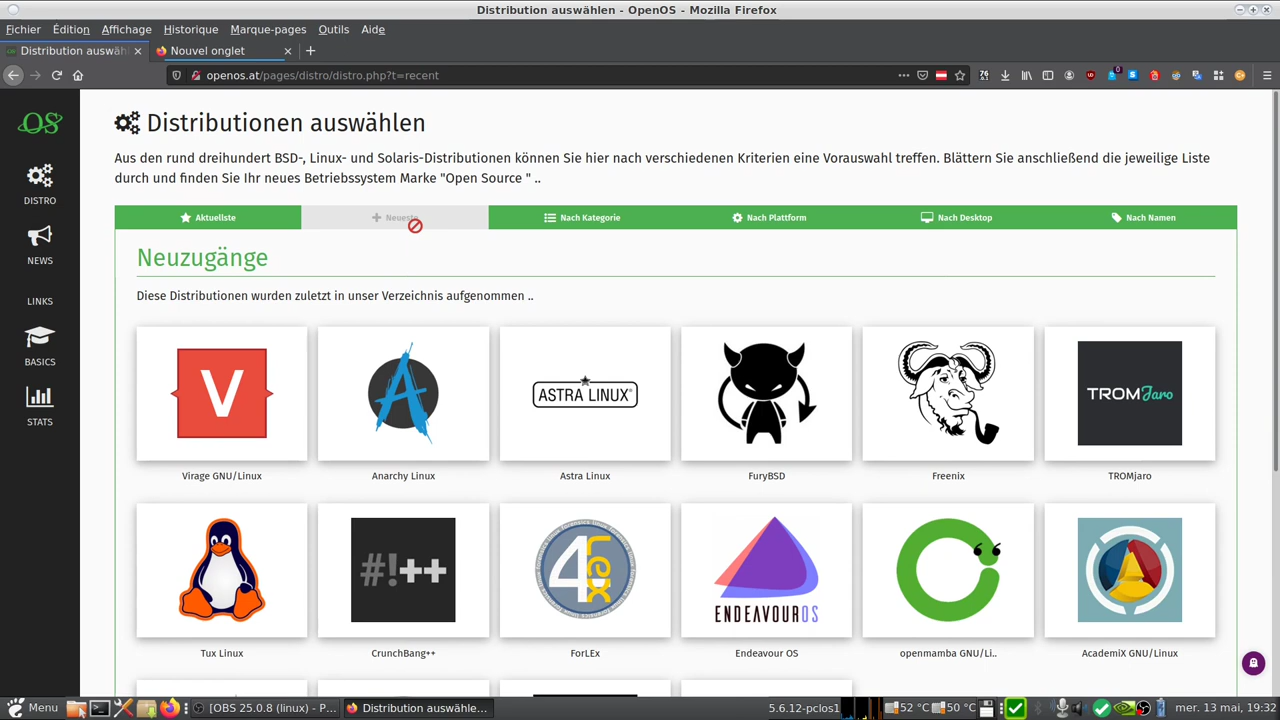 Distribution auswählen - OpenOS - Mozilla Firefox
Fichier Édition Affichage Historique Marque-pages Outils Aide
Distribution auswähl
Nouvel onglet
openos.at/pages/distro/distro.php?t=recent
OS
DISTRO
NEWS
LINKS
BASICS
STATS
Distributionen auswählen
Aus den rund dreihundert BSD-, Linux- und Solaris-Distributionen können Sie hier nach verschiedenen Kriterien eine Vorauswahl treffen. Blättern Sie anschließend die jeweilige Liste
durch und finden Sie Ihr neues Betriebssystem Marke "Open Source " ..
Aktuellste Neueste Nach Kategorie Nach Plattform Nach Desktop Nach Namen
Neuzugänge
Diese Distributionen wurden zuletzt in unser Verzeichnis aufgenommen ..
V
A
ASTRA LINUX®
TROMJaro
Virage GNU/Linux Anarchy Linux Astra Linux FuryBSD Freenix TROMjaro
#!++
4Lex
ENDEAVOUROS
Tux Linux CrunchBang++ ForLEx Endeavour OS openmamba GNU/Li.. AcademiX GNU/Linux
Menu [OBS 25.0.8 (linux) - P... Distribution auswähle... 5.6.12-pclos1 52 °C 50 °C mer. 13 mai, 19:32